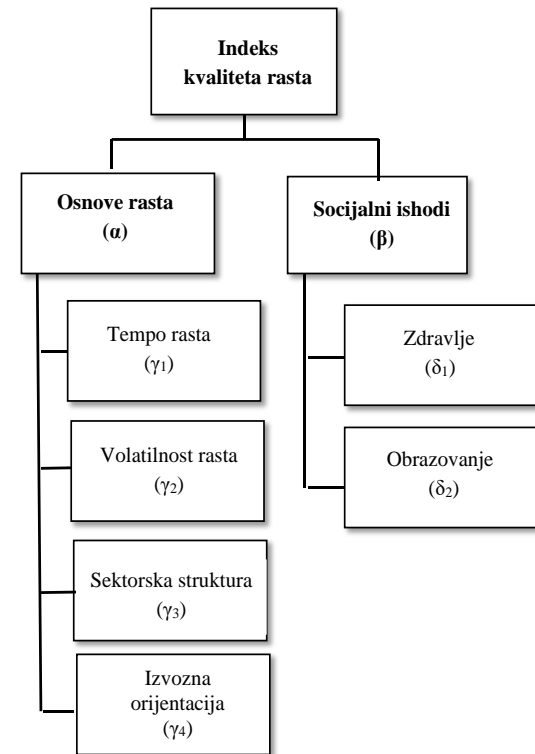 Indeks
kvaliteta rasta
Osnove rasta
(α)
Tempo rasta
(γ₁)
Volatilnost rasta
(γ₂)
Sektorska struktura
(γ₃)
Izvozna
orijentacija
(γ₄)
Socijalni ishodi
(β)
Zdravlje
(δ₁)
Obrazovanje
(δ₂)